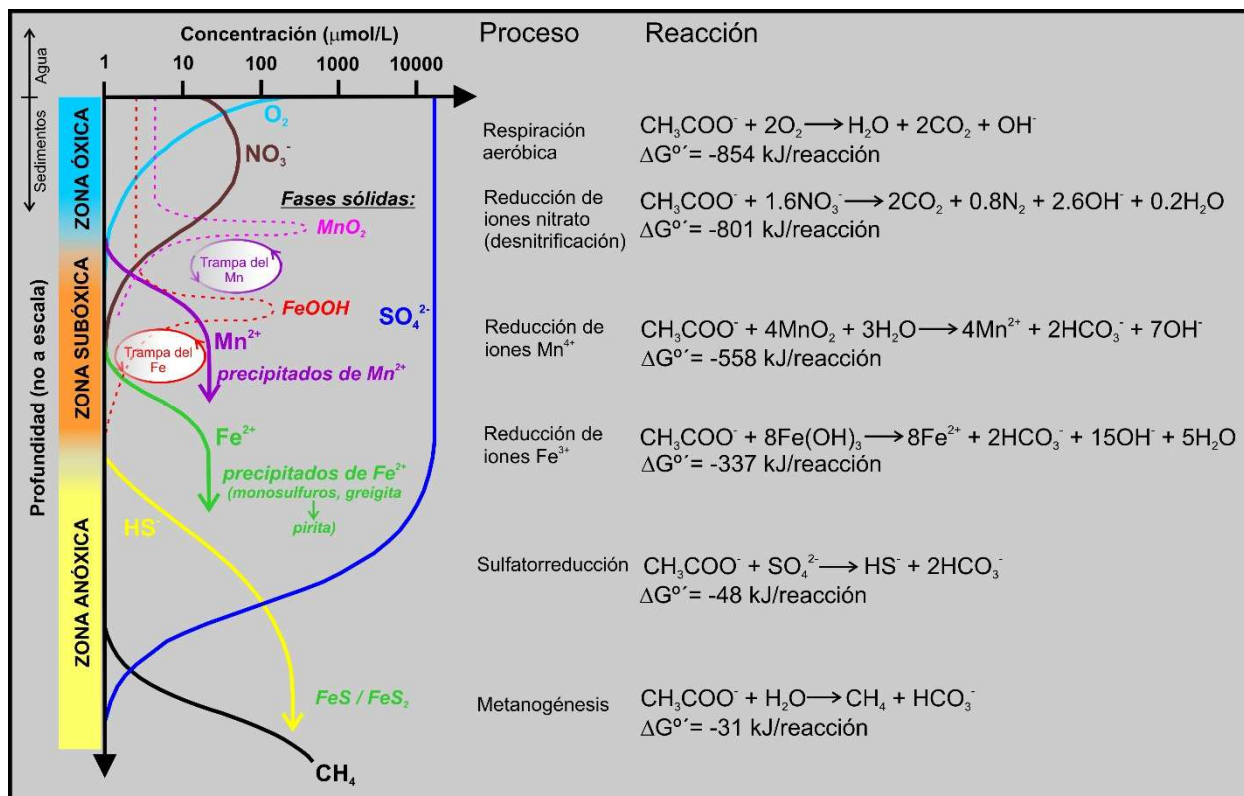 Concentración (μmol/L)
1 10 100 1000 10000
Agua
Sedimentos
Profundidad (no a escala)
ZONA ÓXICA
ZONA SUBÓXICA
ZONA ANÓXICA
O₂
NO₃⁻
Fases sólidas:
MnO₂
Trampa del
Mn
FeOOH
SO₄²⁻
Mn²⁺
Trampa del
Fe
precipitados de Mn²⁺
Fe²⁺
precipitados de Fe²⁺
(monosulfuros, greigita
pirita)
HS⁻
FeS / FeS₂
CH₄
Proceso Reacción
Respiración
aeróbica
CH₃COO⁻ + 2O₂ → H₂O + 2CO₂ + OH⁻
ΔGº´= -854 kJ/reacción
Reducción de
iones nitrato
(desnitrificación)
CH₃COO⁻ + 1.6NO₃⁻ → 2CO₂ + 0.8N₂ + 2.6OH⁻ + 0.2H₂O
ΔGº´= -801 kJ/reacción
Reducción de
iones Mn⁴⁺
CH₃COO⁻ + 4MnO₂ + 3H₂O → 4Mn²⁺ + 2HCO₃⁻ + 7OH⁻
ΔGº´= -558 kJ/reacción
Reducción de
iones Fe³⁺
CH₃COO⁻ + 8Fe(OH)₃ → 8Fe²⁺ + 2HCO₃⁻ + 15OH⁻ + 5H₂O
ΔGº´= -337 kJ/reacción
Sulfatorreducción
CH₃COO⁻ + SO₄²⁻ → HS⁻ + 2HCO₃⁻
ΔGº´= -48 kJ/reacción
Metanogénesis
CH₃COO⁻ + H₂O → CH₄ + HCO₃⁻
ΔGº´= -31 kJ/reacción